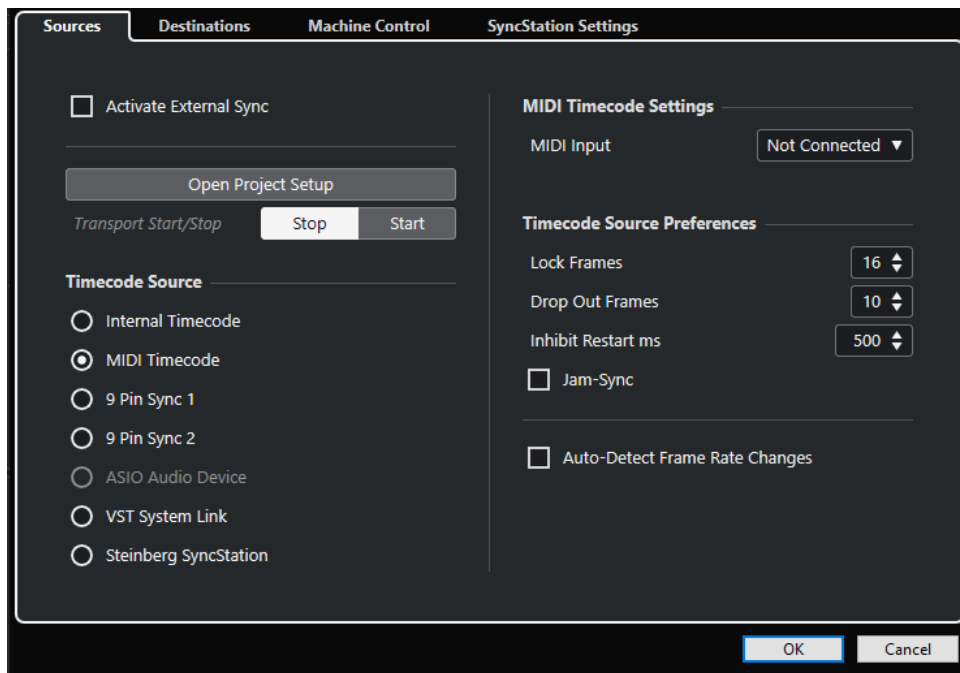 Sources
Destinations
Machine Control
SyncStation Settings
Activate External Sync
Open Project Setup
Transport Start/Stop
Stop
Start
Timecode Source
Internal Timecode
MIDI Timecode
9 Pin Sync 1
9 Pin Sync 2
ASIO Audio Device
VST System Link
Steinberg SyncStation
MIDI Timecode Settings
MIDI Input
Not Connected
Timecode Source Preferences
Lock Frames
16
Drop Out Frames
10
Inhibit Restart ms
500
Jam-Sync
Auto-Detect Frame Rate Changes
OK
Cancel